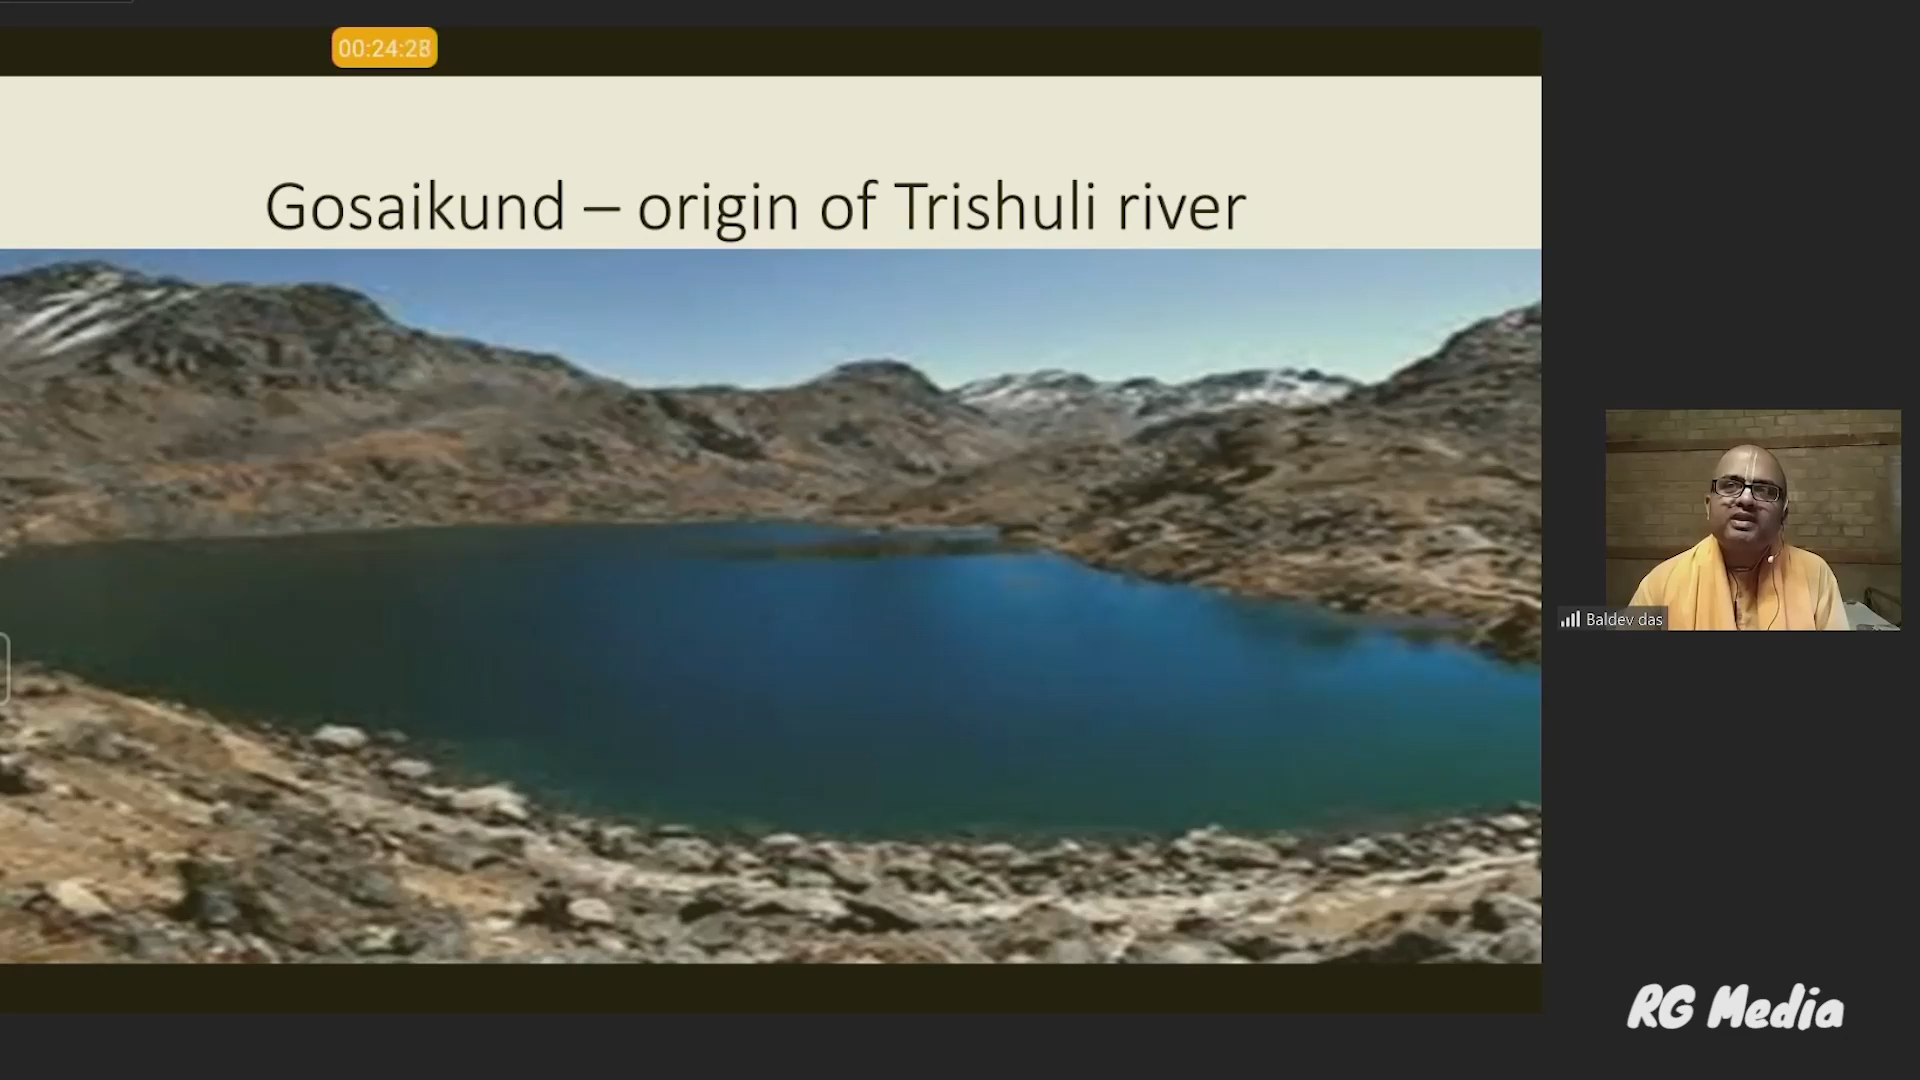 00:24:28
Gosaikund – origin of Trishuli river
Baldev das
RG Media